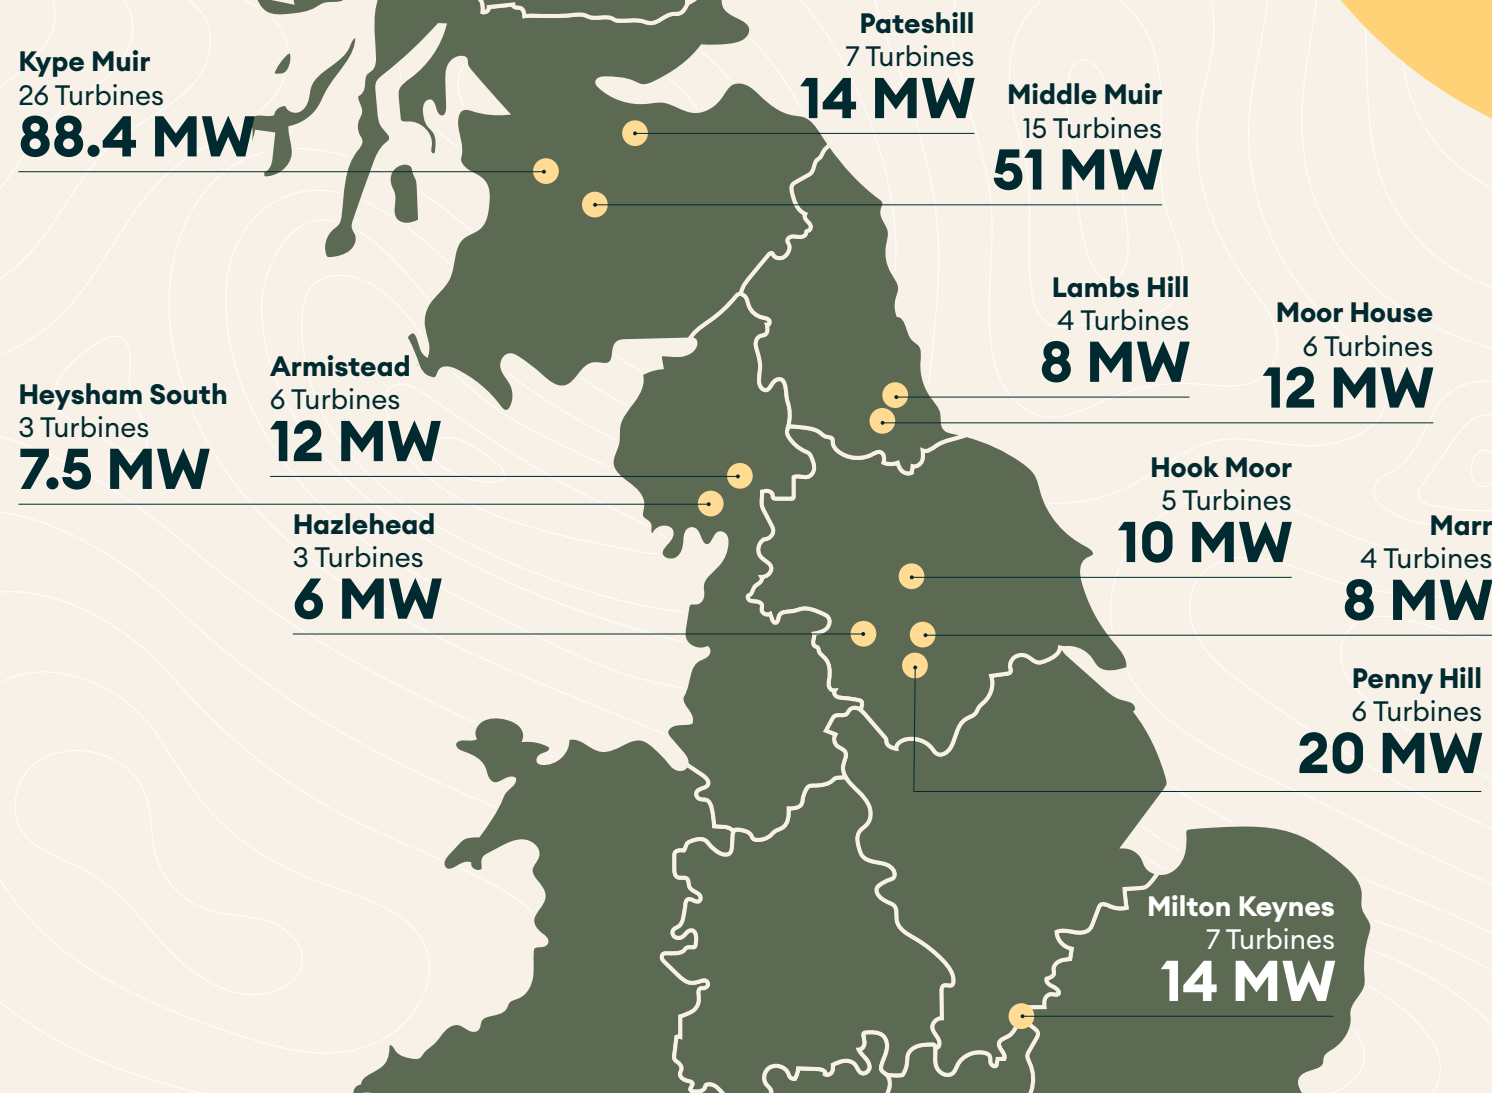 Kype Muir
26 Turbines
88.4 MW
Pateshill
7 Turbines
14 MW
Middle Muir
15 Turbines
51 MW
Lambs Hill
4 Turbines
8 MW
Moor House
6 Turbines
12 MW
Armistead
6 Turbines
12 MW
Heysham South
3 Turbines
7.5 MW
Hazlehead
3 Turbines
6 MW
Hook Moor
5 Turbines
10 MW
Marr
4 Turbines
8 MW
Penny Hill
6 Turbines
20 MW
Milton Keynes
7 Turbines
14 MW